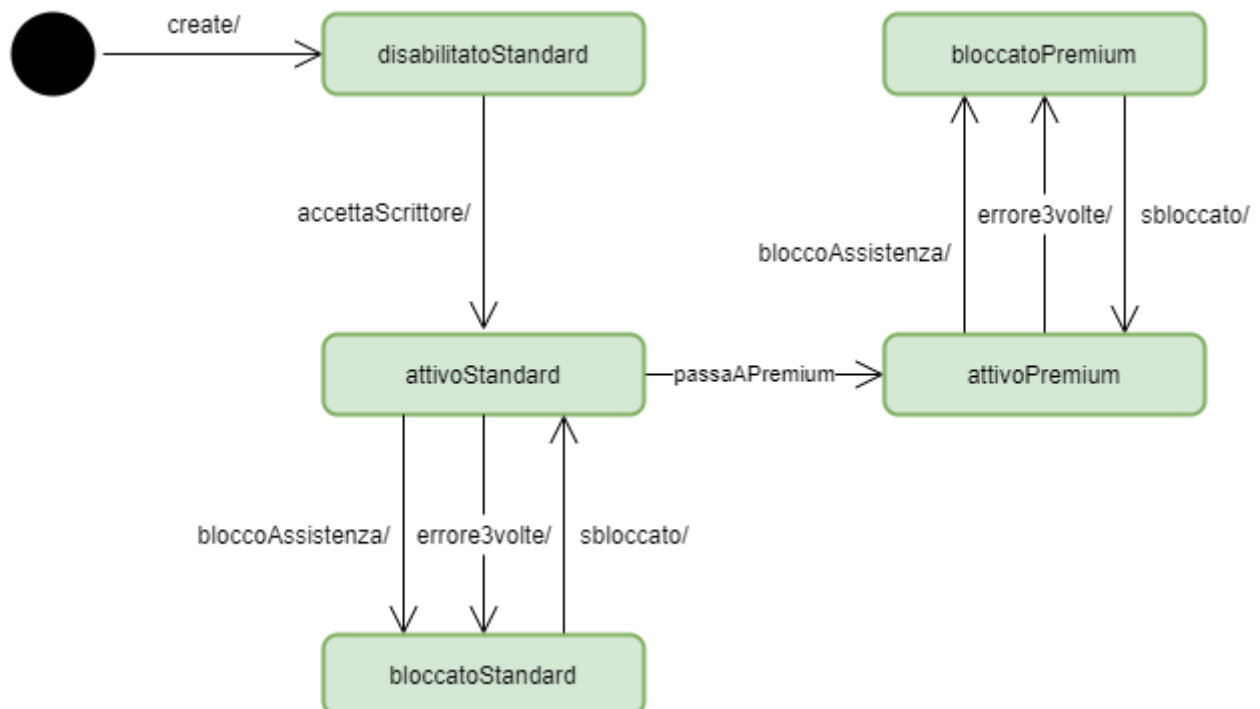 create/
disabilitatoStandard
bloccatoPremium
accettaScrittore/
errore3volte/
sbloccato/
bloccoAssistenza/
attivoStandard
passaAPremium
attivoPremium
bloccoAssistenza/
errore3volte/
sbloccato/
bloccatoStandard